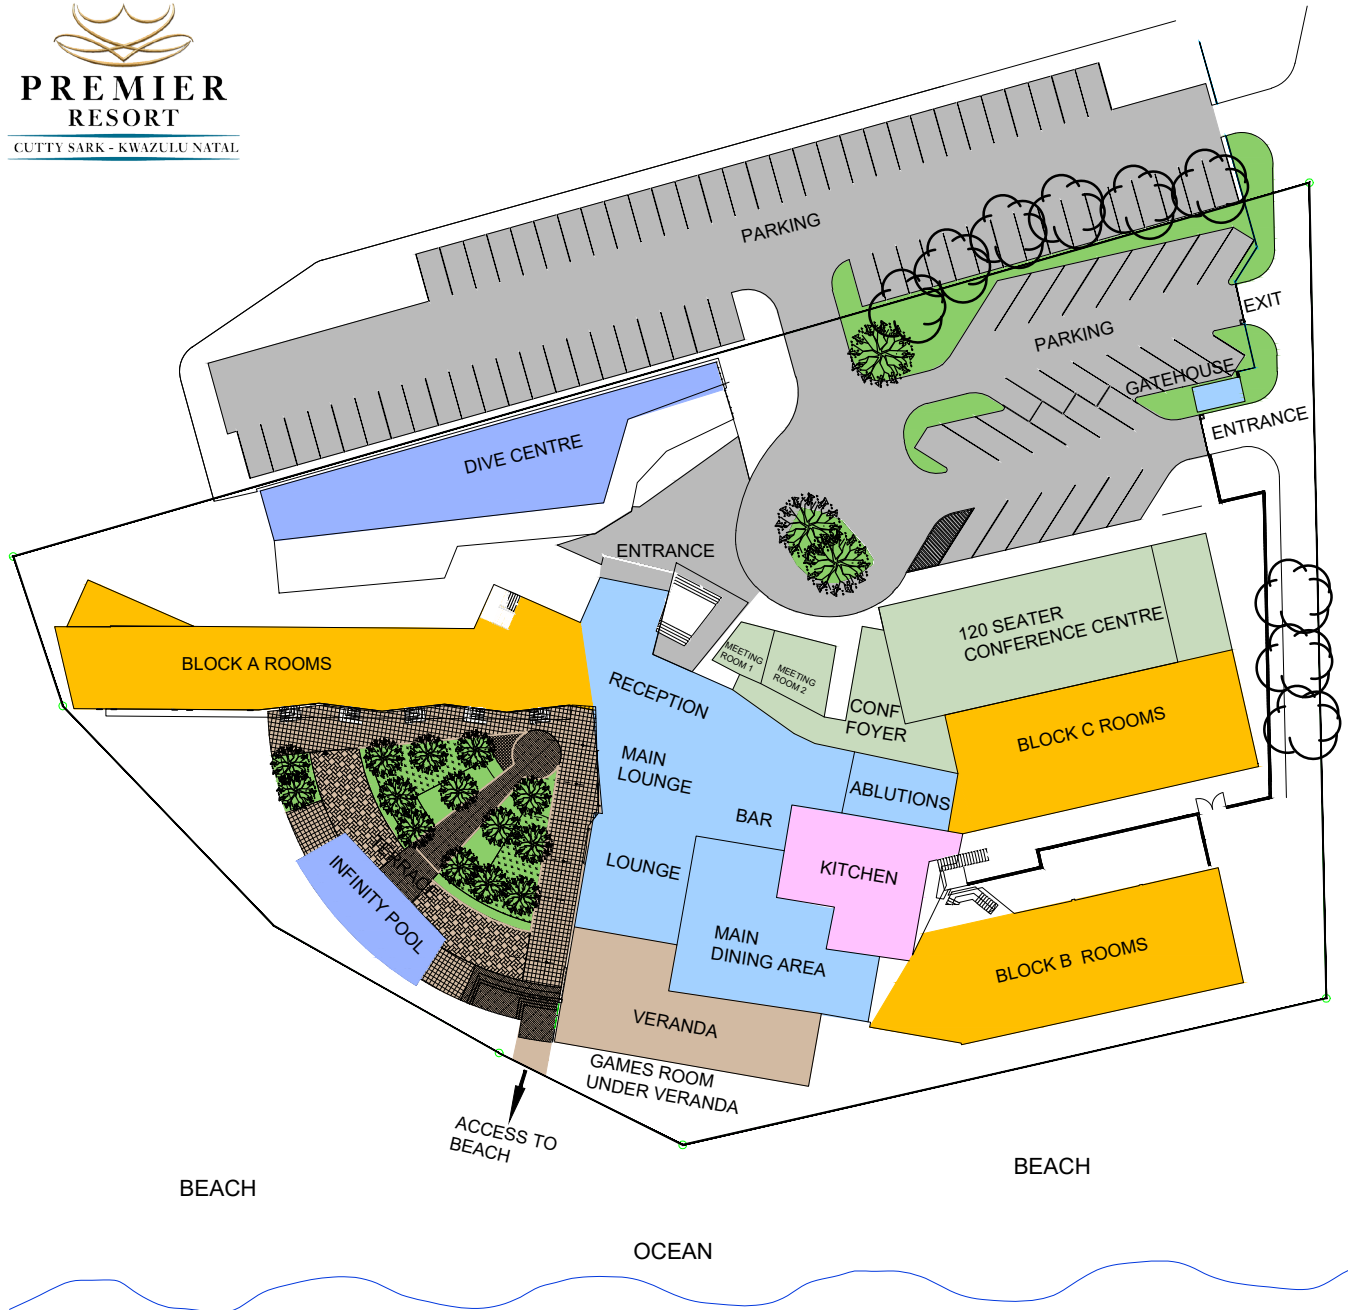 PREMIER
RESORT
CUTTY SARK - KWAZULU NATAL
PARKING
PARKING
EXIT
GATEHOUSE
ENTRANCE
DIVE CENTRE
ENTRANCE
120 SEATER
CONFERENCE CENTRE
MEETING
ROOM 1
MEETING
ROOM 2
BLOCK A ROOMS
RECEPTION
CONF
FOYER
BLOCK C ROOMS
MAIN
LOUNGE
ABLUTIONS
BAR
LOUNGE
KITCHEN
TERRACE
INFINITY POOL
MAIN
DINING AREA
BLOCK B ROOMS
VERANDA
GAMES ROOM
UNDER VERANDA
ACCESS TO
BEACH
BEACH
BEACH
OCEAN